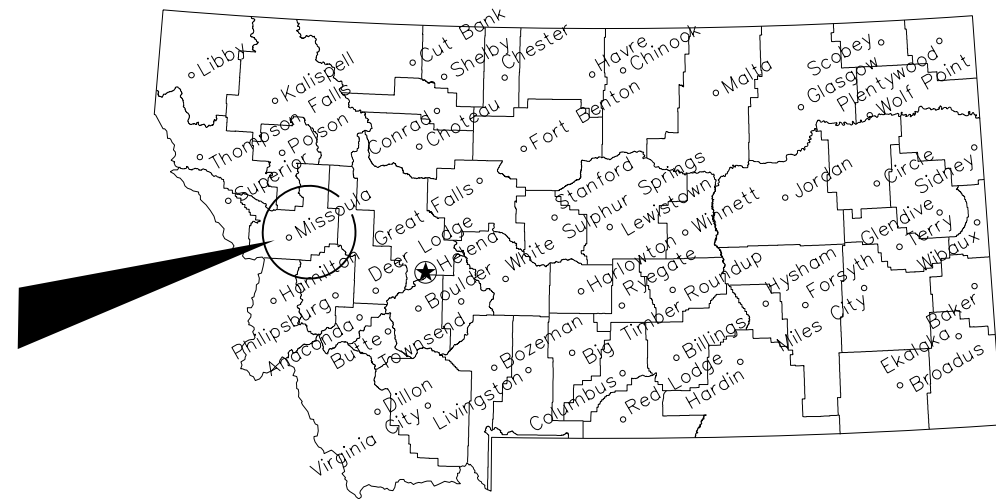 Libby
Cut Bank
Shelby
Chester
Havre
Chinook
Scobey
Plentywood
Kalispell
Malta
Glasgow
Wolf Point
Thompson Falls
Polson
Conrad
Choteau
Fort Benton
Superior
Missoula
Great Falls
Stanford
Lewistown
Winnett
Jordan
Circle
Sidney
Hamilton
Deer Lodge
Helena
White Sulphur Springs
Glendive
Terry
Wibaux
Philipsburg
Boulder
Harlowton
Ryegate
Roundup
Hysham
Forsyth
Miles City
Baker
Anaconda
Butte
Townsend
Bozeman
Big Timber
Billings
Ekalaka
Broadus
Dillon
Virginia City
Livingston
Columbus
Red Lodge
Hardin